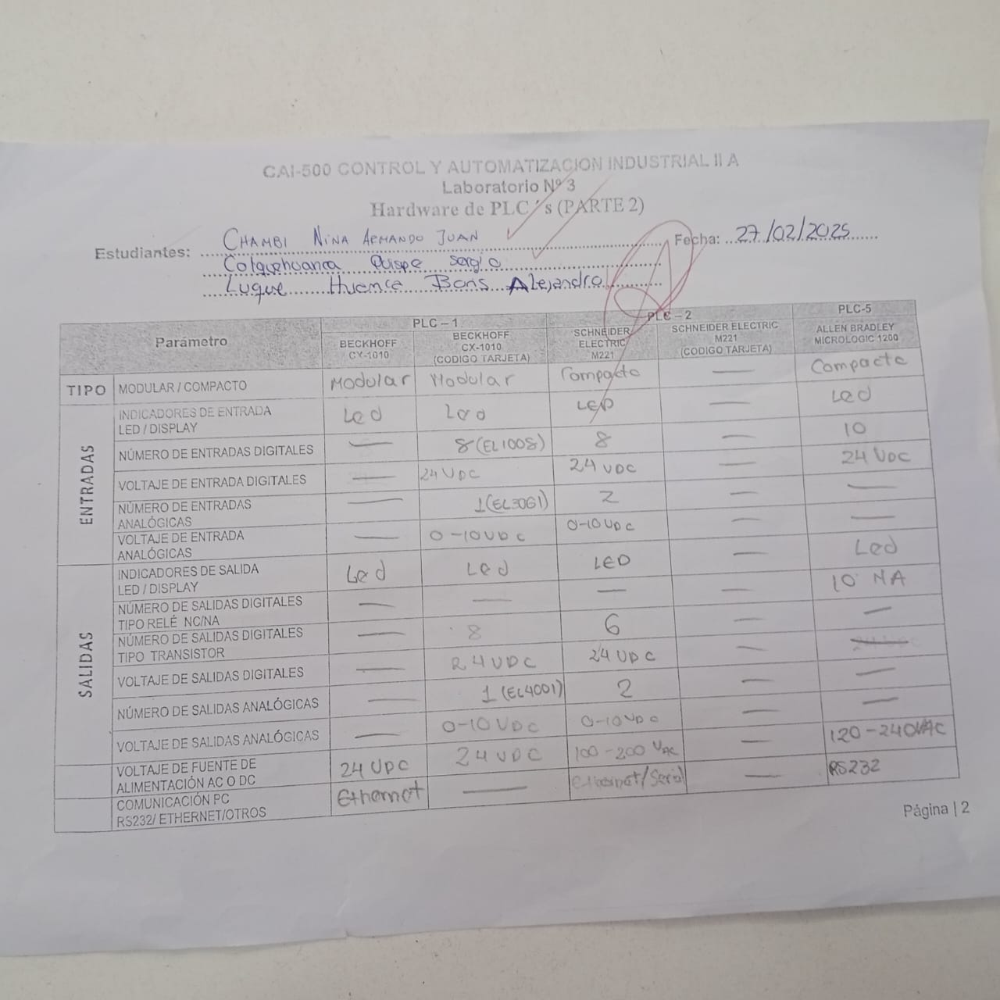 CAI-500 CONTROL Y AUTOMATIZACION INDUSTRIAL II A
Laboratorio Nº 3
Hardware de PLC´s (PARTE 2)
Estudiantes: CHAMBI NINA ARMANDO JUAN Fecha: 27/02/2025
Colquehuanca Quispe Sergio
Luque Huanca Boris Alejandro
Parámetro PLC – 1 PLC – 2 PLC-5
BECKHOFF CX-1010 BECKHOFF CX-1010 (CODIGO TARJETA) SCHNEIDER ELECTRIC M221 SCHNEIDER ELECTRIC M221 (CODIGO TARJETA) ALLEN BRADLEY MICROLOGIC 1200
TIPO MODULAR / COMPACTO Modular Modular Compacto — Compacto
ENTRADAS
INDICADORES DE ENTRADA LED / DISPLAY Led Led LED — Led
NÚMERO DE ENTRADAS DIGITALES — 8 (EL1008) 8 — 10
VOLTAJE DE ENTRADA DIGITALES — 24 VDC 24 VDC — 24 VDC
NÚMERO DE ENTRADAS ANALÓGICAS — 1 (EL3061) 2 — —
VOLTAJE DE ENTRADA ANALÓGICAS — 0-10 VDC 0-10 VDC — —
SALIDAS
INDICADORES DE SALIDA LED / DISPLAY Led Led LED — Led
NÚMERO DE SALIDAS DIGITALES TIPO RELÉ NC/NA — — — — 10 NA
NÚMERO DE SALIDAS DIGITALES TIPO TRANSISTOR — 8 6 — —
VOLTAJE DE SALIDAS DIGITALES — 24 VDC 24 VDC —
NÚMERO DE SALIDAS ANALÓGICAS — 1 (EL4001) 2 — —
VOLTAJE DE SALIDAS ANALÓGICAS — 0-10 VDC 0-10 VDC — —
VOLTAJE DE FUENTE DE ALIMENTACIÓN AC O DC 24 VDC 24 VDC 100-200 VAC — 120-240VAC
COMUNICACIÓN PC RS232/ ETHERNET/OTROS Ethernet — Ethernet/Serial — RS232
Página | 2